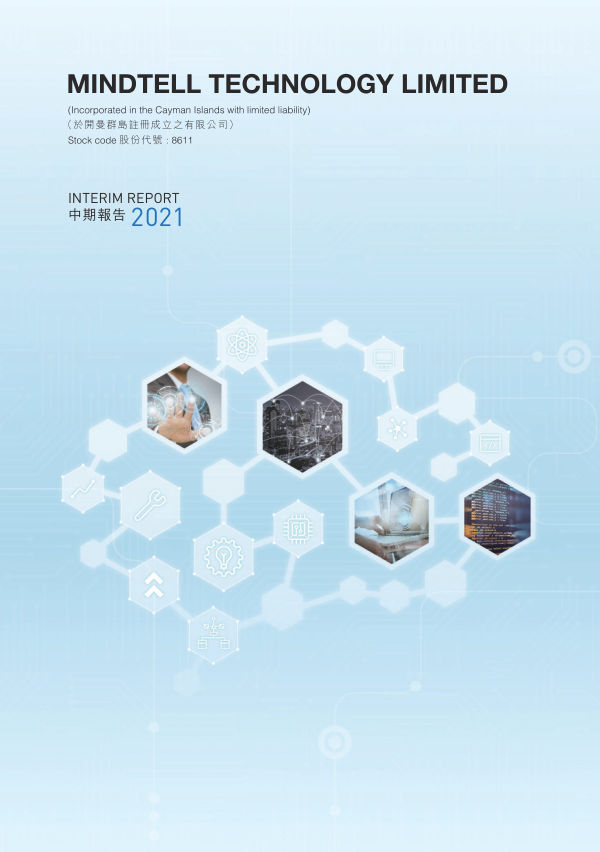 MINDTELL TECHNOLOGY LIMITED
(Incorporated in the Cayman Islands with limited liability)
（於開曼群島註冊成立之有限公司）
Stock code 股份代號 : 8611
INTERIM REPORT
中期報告 2021